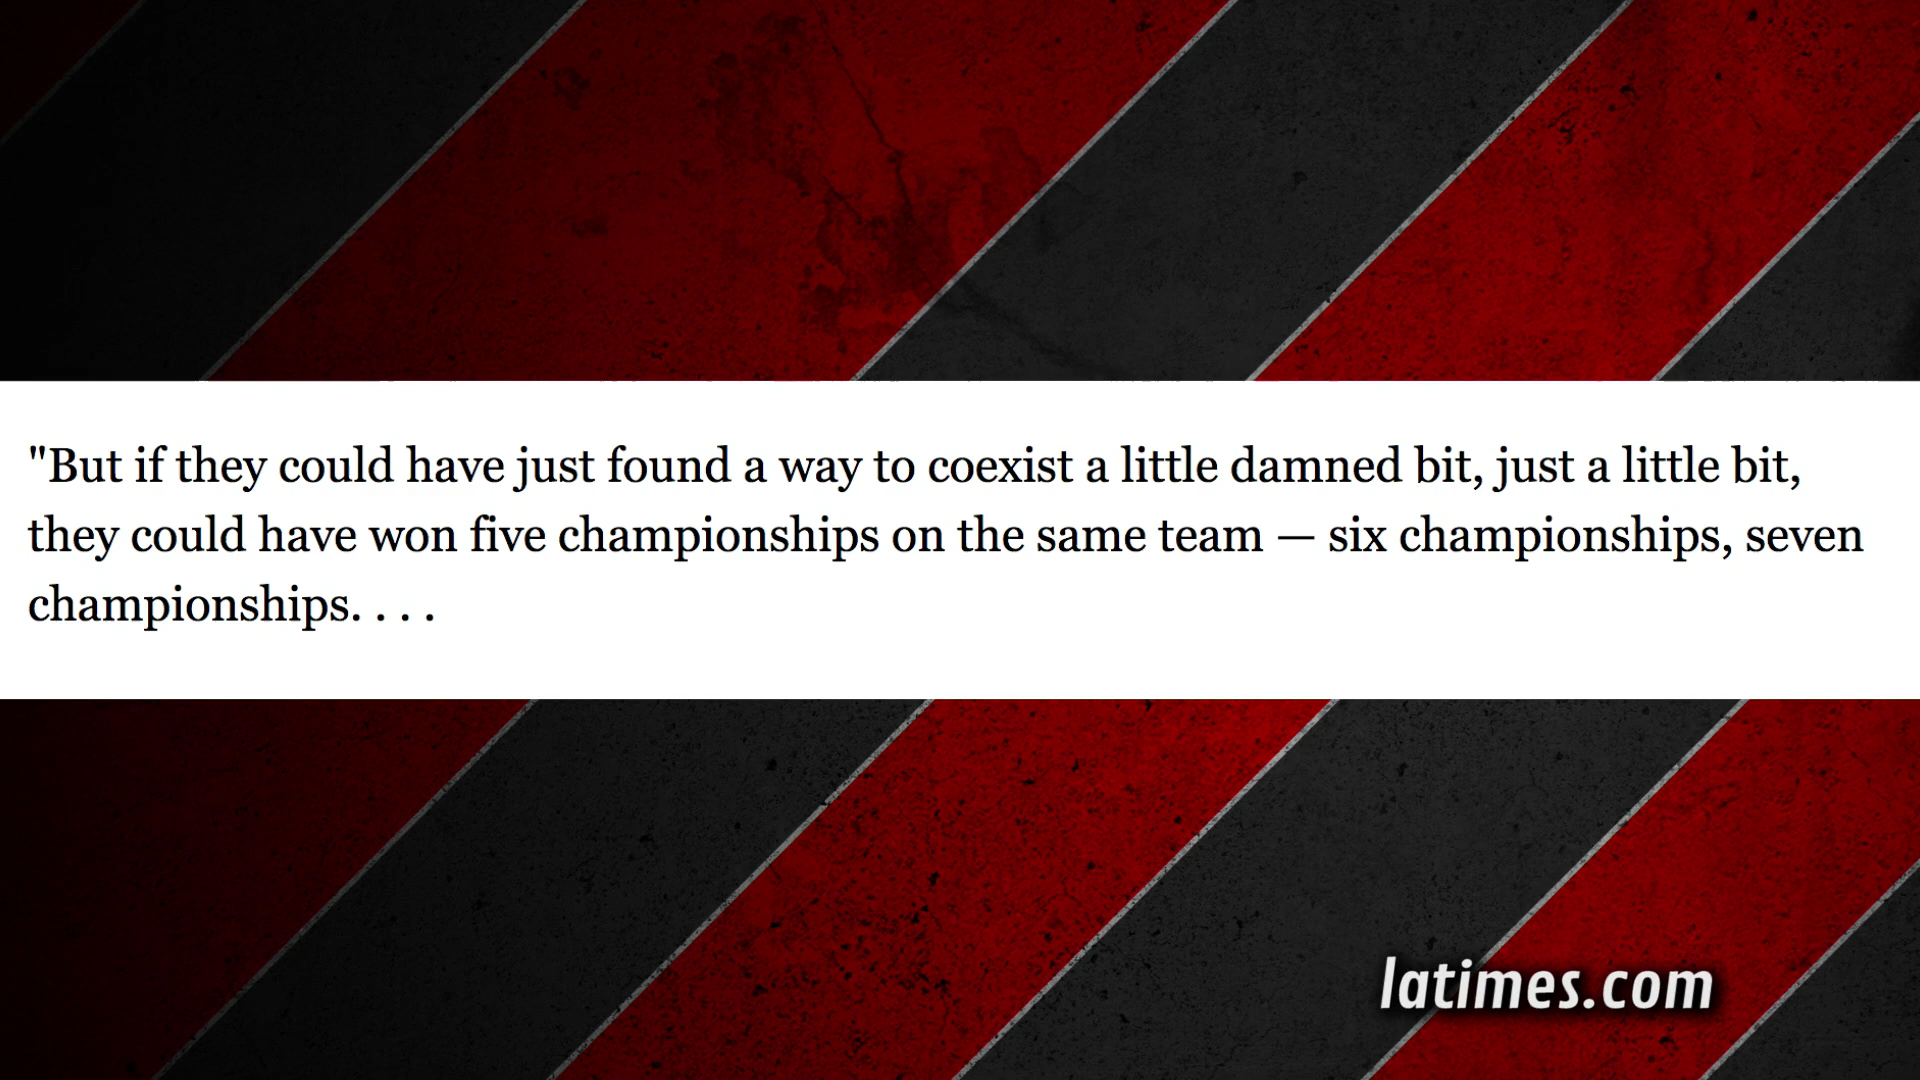 "But if they could have just found a way to coexist a little damned bit, just a little bit,
they could have won five championships on the same team — six championships, seven
championships. . . .
latimes.com